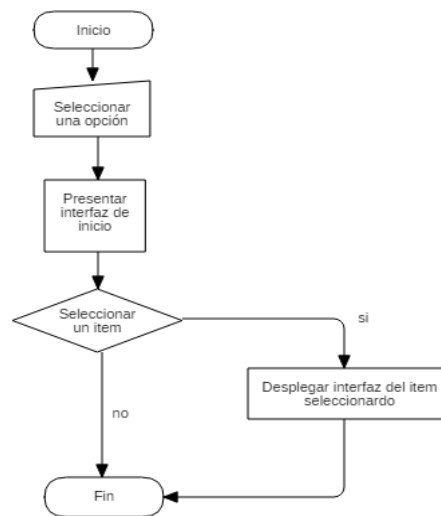 Inicio
Seleccionar
una opción
Presentar
interfaz de
inicio
Seleccionar
un item
si
Desplegar interfaz del item
seleccionardo
no
Fin